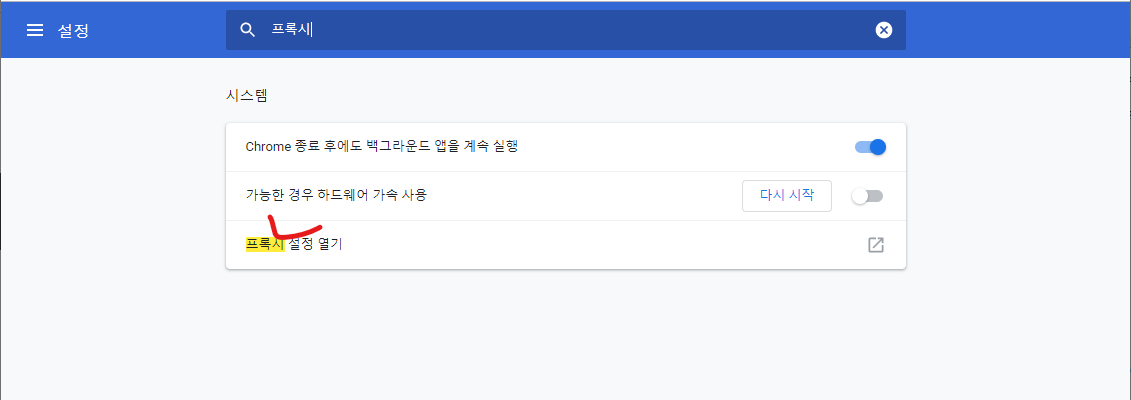 설정
프록시
시스템
Chrome 종료 후에도 백그라운드 앱을 계속 실행
가능한 경우 하드웨어 가속 사용
다시 시작
프록시 설정 열기